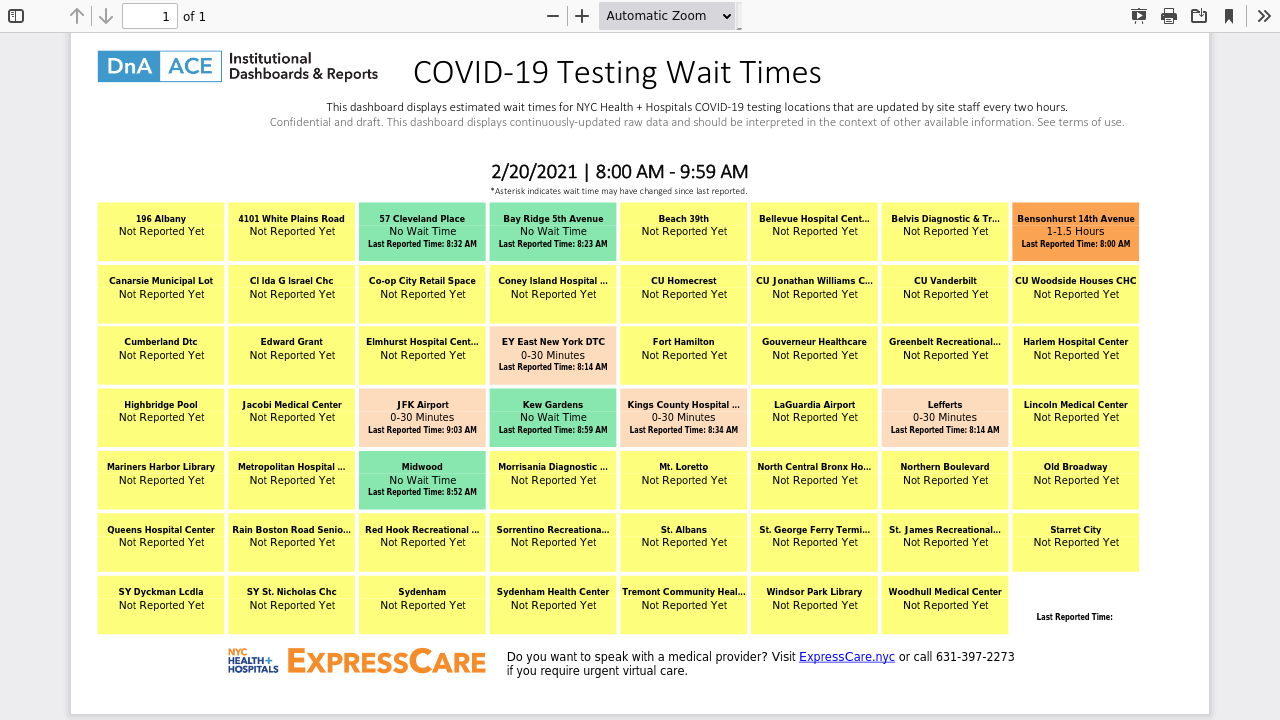 1 of 1 Automatic Zoom
DnA ACE Institutional Dashboards & Reports
COVID-19 Testing Wait Times
This dashboard displays estimated wait times for NYC Health + Hospitals COVID-19 testing locations that are updated by site staff every two hours.
Confidential and draft. This dashboard displays continuously-updated raw data and should be interpreted in the context of other available information. See terms of use.
2/20/2021 | 8:00 AM - 9:59 AM
*Asterisk indicates wait time may have changed since last reported.
196 Albany
Not Reported Yet
4101 White Plains Road
Not Reported Yet
57 Cleveland Place
No Wait Time
Last Reported Time: 8:32 AM
Bay Ridge 5th Avenue
No Wait Time
Last Reported Time: 8:23 AM
Beach 39th
Not Reported Yet
Bellevue Hospital Cent...
Not Reported Yet
Belvis Diagnostic & Tr...
Not Reported Yet
Bensonhurst 14th Avenue
1-1.5 Hours
Last Reported Time: 8:00 AM
Canarsie Municipal Lot
Not Reported Yet
CI Ida G Israel Chc
Not Reported Yet
Co-op City Retail Space
Not Reported Yet
Coney Island Hospital ...
Not Reported Yet
CU Homecrest
Not Reported Yet
CU Jonathan Williams C...
Not Reported Yet
CU Vanderbilt
Not Reported Yet
CU Woodside Houses CHC
Not Reported Yet
Cumberland Dtc
Not Reported Yet
Edward Grant
Not Reported Yet
Elmhurst Hospital Cent...
Not Reported Yet
EY East New York DTC
0-30 Minutes
Last Reported Time: 8:14 AM
Fort Hamilton
Not Reported Yet
Gouverneur Healthcare
Not Reported Yet
Greenbelt Recreational...
Not Reported Yet
Harlem Hospital Center
Not Reported Yet
Highbridge Pool
Not Reported Yet
Jacobi Medical Center
Not Reported Yet
JFK Airport
0-30 Minutes
Last Reported Time: 9:03 AM
Kew Gardens
No Wait Time
Last Reported Time: 8:59 AM
Kings County Hospital ...
0-30 Minutes
Last Reported Time: 8:34 AM
LaGuardia Airport
Not Reported Yet
Lefferts
0-30 Minutes
Last Reported Time: 8:14 AM
Lincoln Medical Center
Not Reported Yet
Mariners Harbor Library
Not Reported Yet
Metropolitan Hospital ...
Not Reported Yet
Midwood
No Wait Time
Last Reported Time: 8:52 AM
Morrisania Diagnostic ...
Not Reported Yet
Mt. Loretto
Not Reported Yet
North Central Bronx Ho...
Not Reported Yet
Northern Boulevard
Not Reported Yet
Old Broadway
Not Reported Yet
Queens Hospital Center
Not Reported Yet
Rain Boston Road Senio...
Not Reported Yet
Red Hook Recreational ...
Not Reported Yet
Sorrentino Recreationa...
Not Reported Yet
St. Albans
Not Reported Yet
St. George Ferry Termi...
Not Reported Yet
St. James Recreational...
Not Reported Yet
Starret City
Not Reported Yet
SY Dyckman Lcdla
Not Reported Yet
SY St. Nicholas Chc
Not Reported Yet
Sydenham
Not Reported Yet
Sydenham Health Center
Not Reported Yet
Tremont Community Heal...
Not Reported Yet
Windsor Park Library
Not Reported Yet
Woodhull Medical Center
Not Reported Yet
Last Reported Time:
NYC HEALTH+ HOSPITALS
EXPRESSCARE
Do you want to speak with a medical provider? Visit ExpressCare.nyc or call 631-397-2273
if you require urgent virtual care.